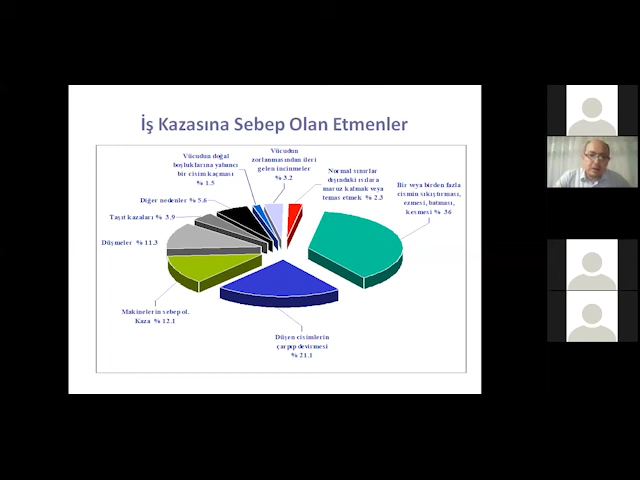 İş Kazasına Sebep Olan Etmenler
Vücudun doğal
boşluklarına yabancı
bir cisim kaçması
% 1.5
Vücudun
zorlanmasından ileri
gelen incinmeler
% 3.2
Normal sınırlar
dışındaki ısılara
maruz kalmak veya
temas etmek % 2.3
Bir veya birden fazla
cismin sıkıştırması,
ezmesi, batması,
kesmesi % 36
Diğer nedenler % 5.6
Taşıt kazaları % 3.9
Düşmeler % 11.3
Makinelerin sebep ol.
Kaza % 12.1
Düşen cisimlerin
çarpıp devirmesi
% 21.1